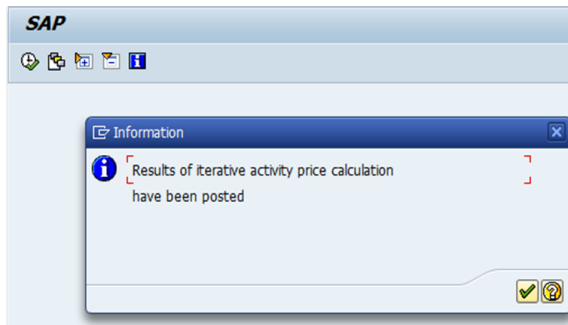 SAP
Information
Results of iterative activity price calculation
have been posted